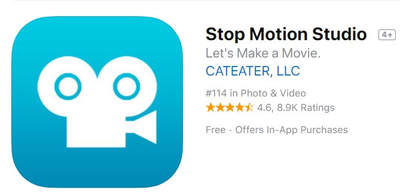 Stop Motion Studio 4+
Let's Make a Movie.
CATEATER, LLC
#114 in Photo & Video
4.6, 8.9K Ratings
Free · Offers In-App Purchases